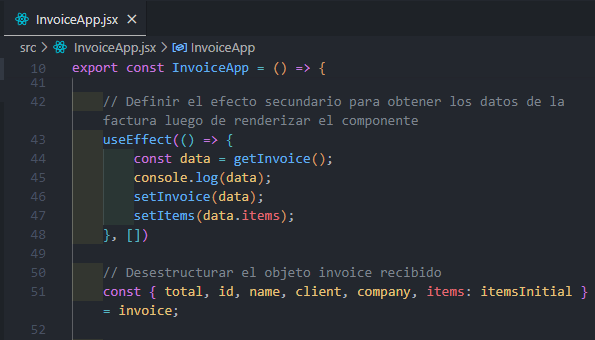 InvoiceApp.jsx ×
src > InvoiceApp.jsx > InvoiceApp
10 export const InvoiceApp = () => {
41
42 // Definir el efecto secundario para obtener los datos de la
factura luego de renderizar el componente
43 useEffect(() => {
44 const data = getInvoice();
45 console.log(data);
46 setInvoice(data);
47 setItems(data.items);
48 }, [])
49
50 // Desestructurar el objeto invoice recibido
51 const { total, id, name, client, company, items: itemsInitial }
= invoice;
52